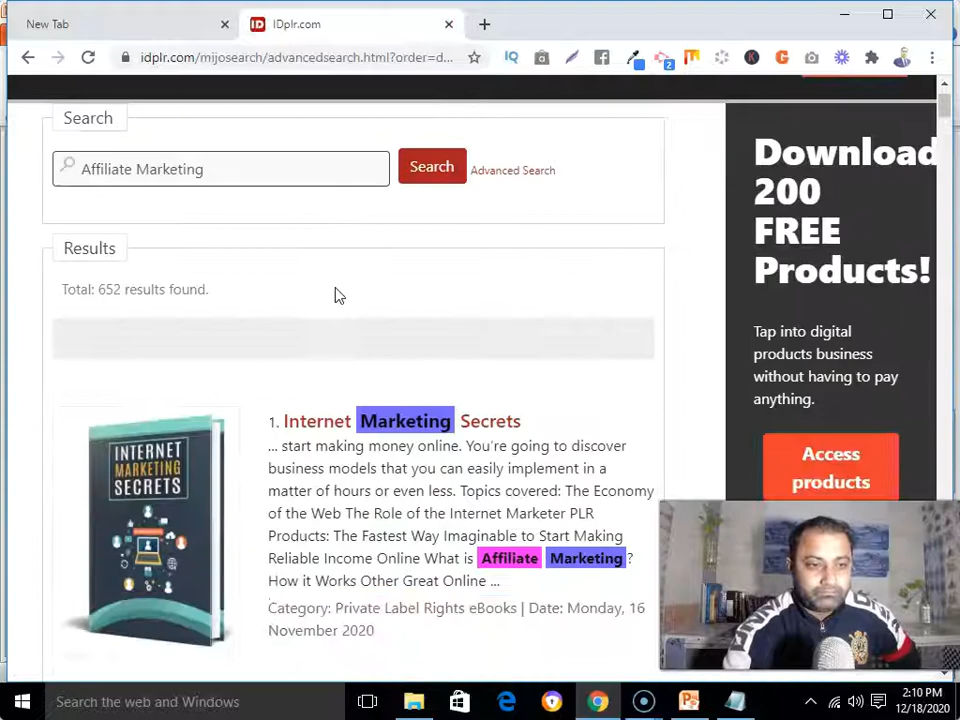 New Tab
ID IDplr.com
idplr.com/mijosearch/advancedsearch.html?order=d...
Search
Affiliate Marketing
Search
Advanced Search
Results
Total: 652 results found.
INTERNET
MARKETING
SECRETS
1. Internet Marketing Secrets
... start making money online. You're going to discover
business models that you can easily implement in a
matter of hours or even less. Topics covered: The Economy
of the Web The Role of the Internet Marketer PLR
Products: The Fastest Way Imaginable to Start Making
Reliable Income Online What is Affiliate Marketing ?
How it Works Other Great Online ...
Category: Private Label Rights eBooks | Date: Monday, 16
November 2020
Download
200
FREE
Products!
Tap into digital
products business
without having to pay
anything.
Access
products
Search the web and Windows
2:10 PM
12/18/2020